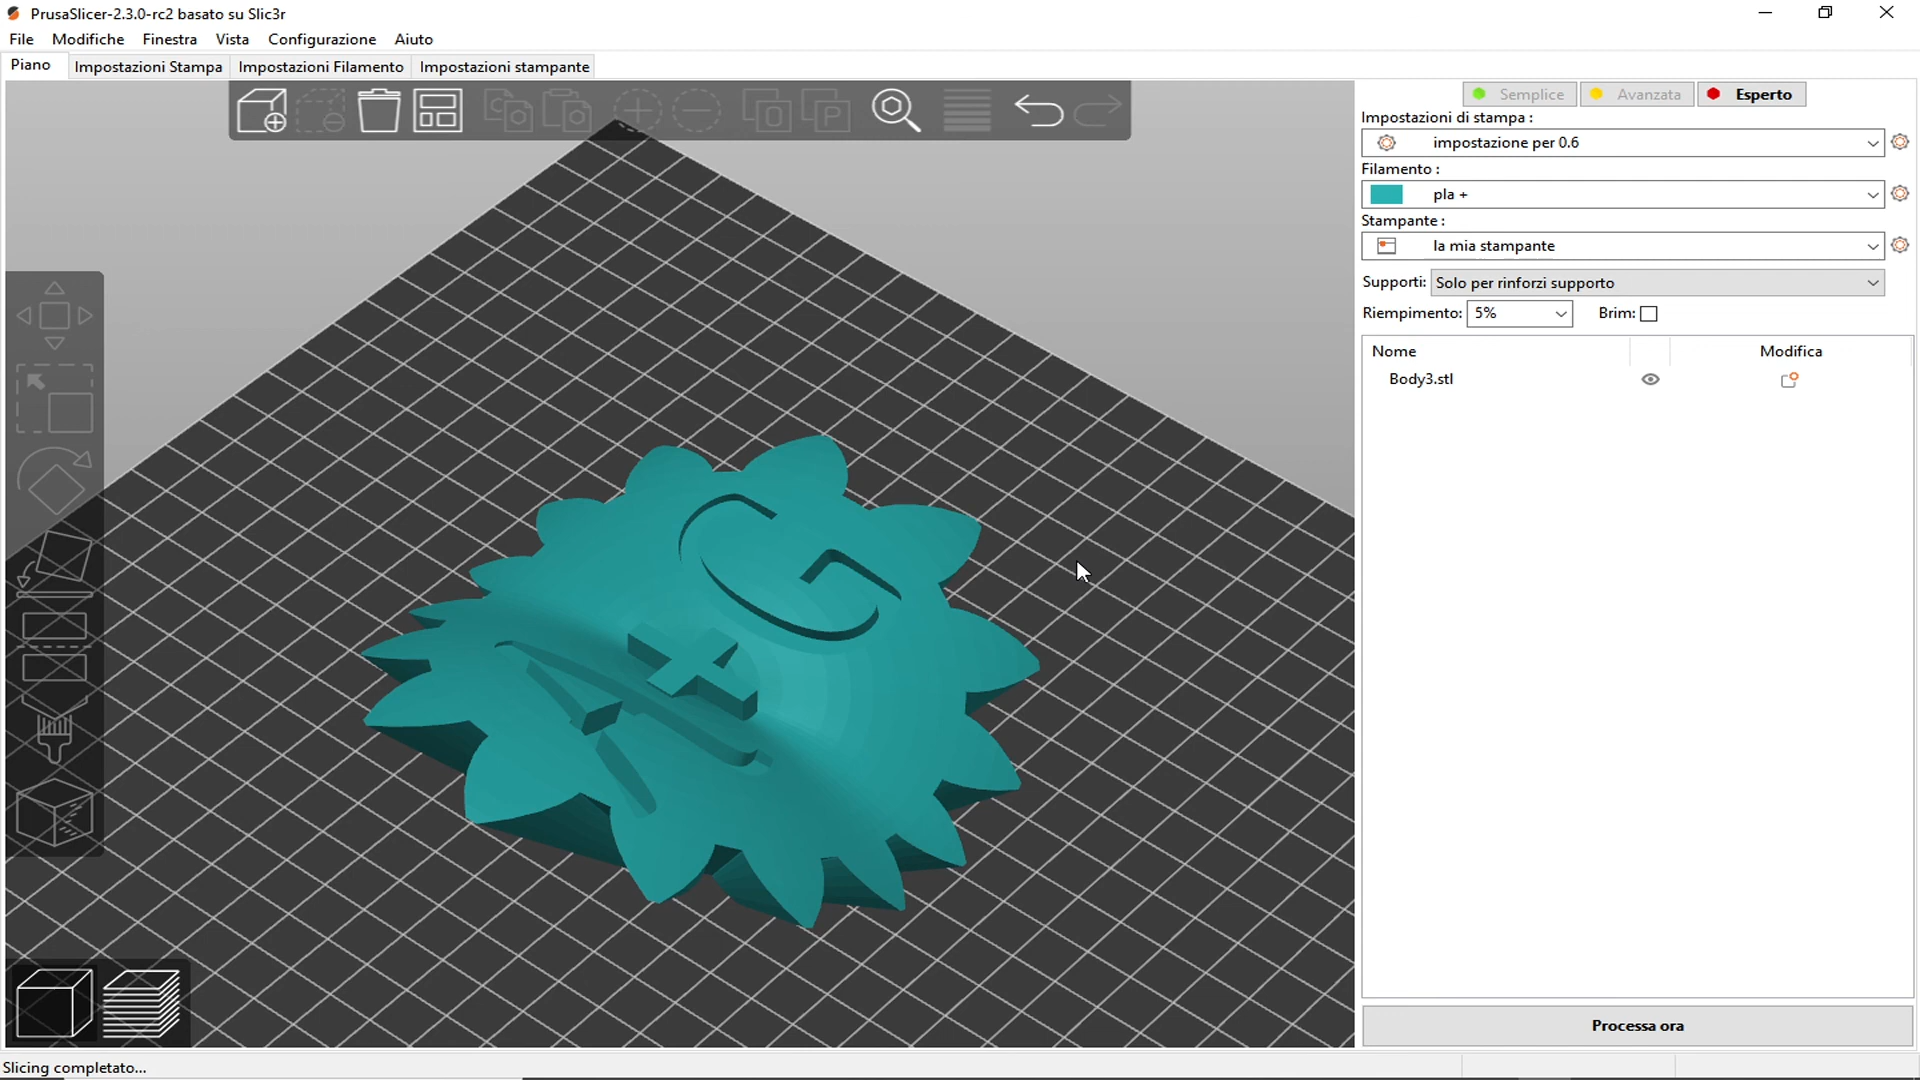 PrusaSlicer-2.3.0-rc2 basato su Slic3r
File Modifiche Finestra Vista Configurazione Aiuto
Piano Impostazioni Stampa Impostazioni Filamento Impostazioni stampante
Semplice Avanzata Esperto
Impostazioni di stampa :
impostazione per 0.6
Filamento :
pla +
Stampante :
la mia stampante
Supporti: Solo per rinforzi supporto
Riempimento: 5% Brim:
Nome Modifica
Body3.stl
G
+
Processa ora
Slicing completato...